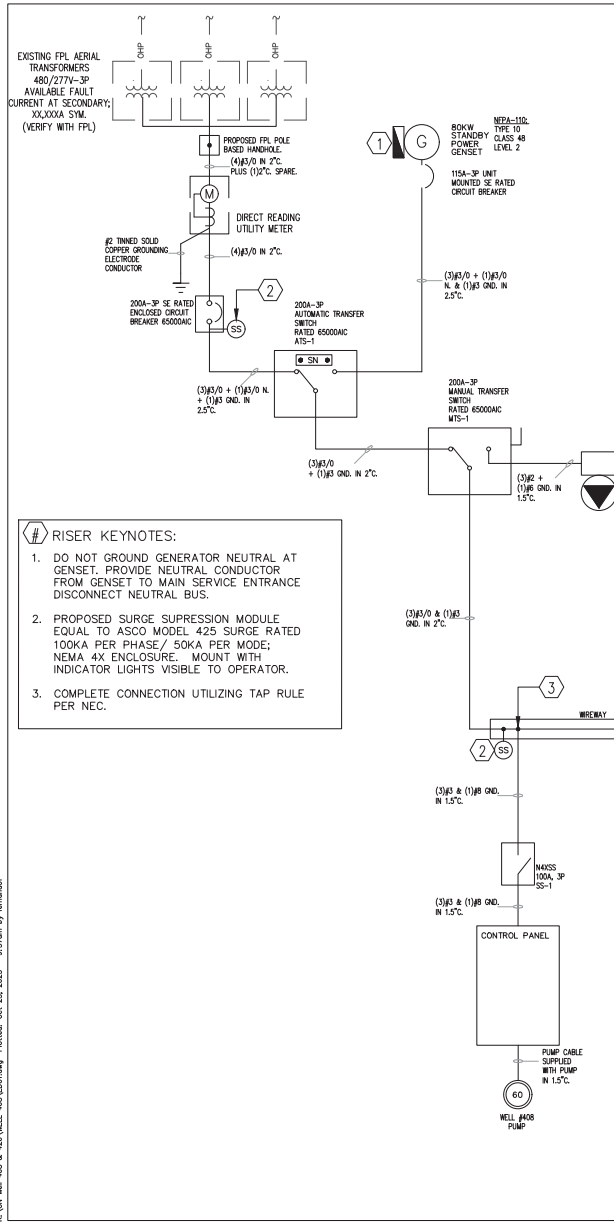 OHP
OHP
OHP
EXISTING FPL AERIAL
TRANSFORMERS
480/277V-3P
AVAILABLE FAULT
CURRENT AT SECONDARY;
XX,XXXA SYM.
(VERIFY WITH FPL)
PROPOSED FPL POLE
BASED HANDHOLE.
(4)#3/0 IN 2"C.
PLUS (1)2"C. SPARE.
M
DIRECT READING
UTILITY METER
#2 TINNED SOLID
COPPER GROUNDING
ELECTRODE
CONDUCTOR
(4)#3/0 IN 2"C.
200A-3P SE RATED
ENCLOSED CIRCUIT
BREAKER 65000AIC
2
SS
(3)#3/0 + (1)#3/0 N.
+ (1)#3 GND. IN
2.5"C.
1
G
80KW
STANDBY
POWER
GENSET
NFPA-110:
TYPE 10
CLASS 48
LEVEL 2
115A-3P UNIT
MOUNTED SE RATED
CIRCUIT BREAKER
(3)#3/0 + (1)#3/0
N. & (1)#3 GND. IN
2.5"C.
200A-3P
AUTOMATIC TRANSFER
SWITCH
RATED 65000AIC
ATS-1
SN
200A-3P
MANUAL TRANSFER
SWITCH
RATED 65000AIC
MTS-1
(3)#3/0
+ (1)#3 GND. IN 2"C.
(3)#2 +
(1)#6 GND. IN
1.5"C.
# RISER KEYNOTES:
1. DO NOT GROUND GENERATOR NEUTRAL AT
GENSET. PROVIDE NEUTRAL CONDUCTOR
FROM GENSET TO MAIN SERVICE ENTRANCE
DISCONNECT NEUTRAL BUS.
2. PROPOSED SURGE SUPRESSION MODULE
EQUAL TO ASCO MODEL 425 SURGE RATED
100KA PER PHASE/ 50KA PER MODE;
NEMA 4X ENCLOSURE. MOUNT WITH
INDICATOR LIGHTS VISIBLE TO OPERATOR.
3. COMPLETE CONNECTION UTILIZING TAP RULE
PER NEC.
(3)#3/0 & (1)#3
GND. IN 2"C.
3
WIREWAY
2
SS
(3)#3 & (1)#8 GND.
IN 1.5"C.
N4XSS
100A, 3P
SS-1
(3)#3 & (1)#8 GND.
IN 1.5"C.
CONTROL PANEL
PUMP CABLE
SUPPLIED
WITH PUMP
IN 1.5"C.
60
WELL #408
PUMP